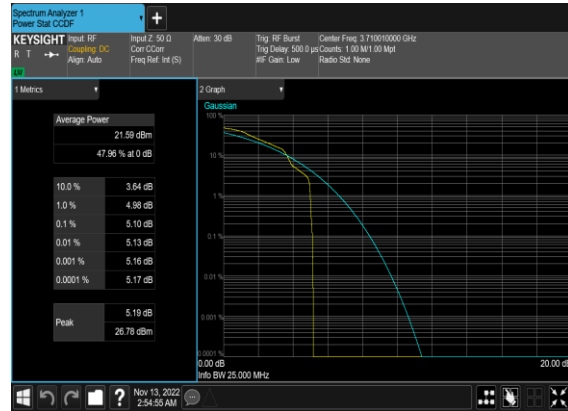 Spectrum Analyzer 1
Power Stat CCDF
+
KEYSIGHT
R T
LXI
Input: RF
Coupling: DC
Align: Auto
Input Z: 50 Ω
Corr CCorr
Freq Ref: Int (S)
Atten: 30 dB
Trig: RF Burst
Trig Delay: 500.0 µs
#IF Gain: Low
Center Freq: 3.710010000 GHz
Counts: 1.00 M/1.00 Mpt
Radio Std: None
1 Metrics
Average Power
21.59 dBm
47.96 % at 0 dB
10.0 % 3.64 dB
1.0 % 4.98 dB
0.1 % 5.10 dB
0.01 % 5.13 dB
0.001 % 5.16 dB
0.0001 % 5.17 dB
Peak 5.19 dB
26.78 dBm
2 Graph
Gaussian
100 %
10 %
1 %
0.1 %
0.01 %
0.001 %
0.0001 %
0.00 dB 20.00 dB
Info BW 25.000 MHz
?
Nov 13, 2022
2:54:55 AM